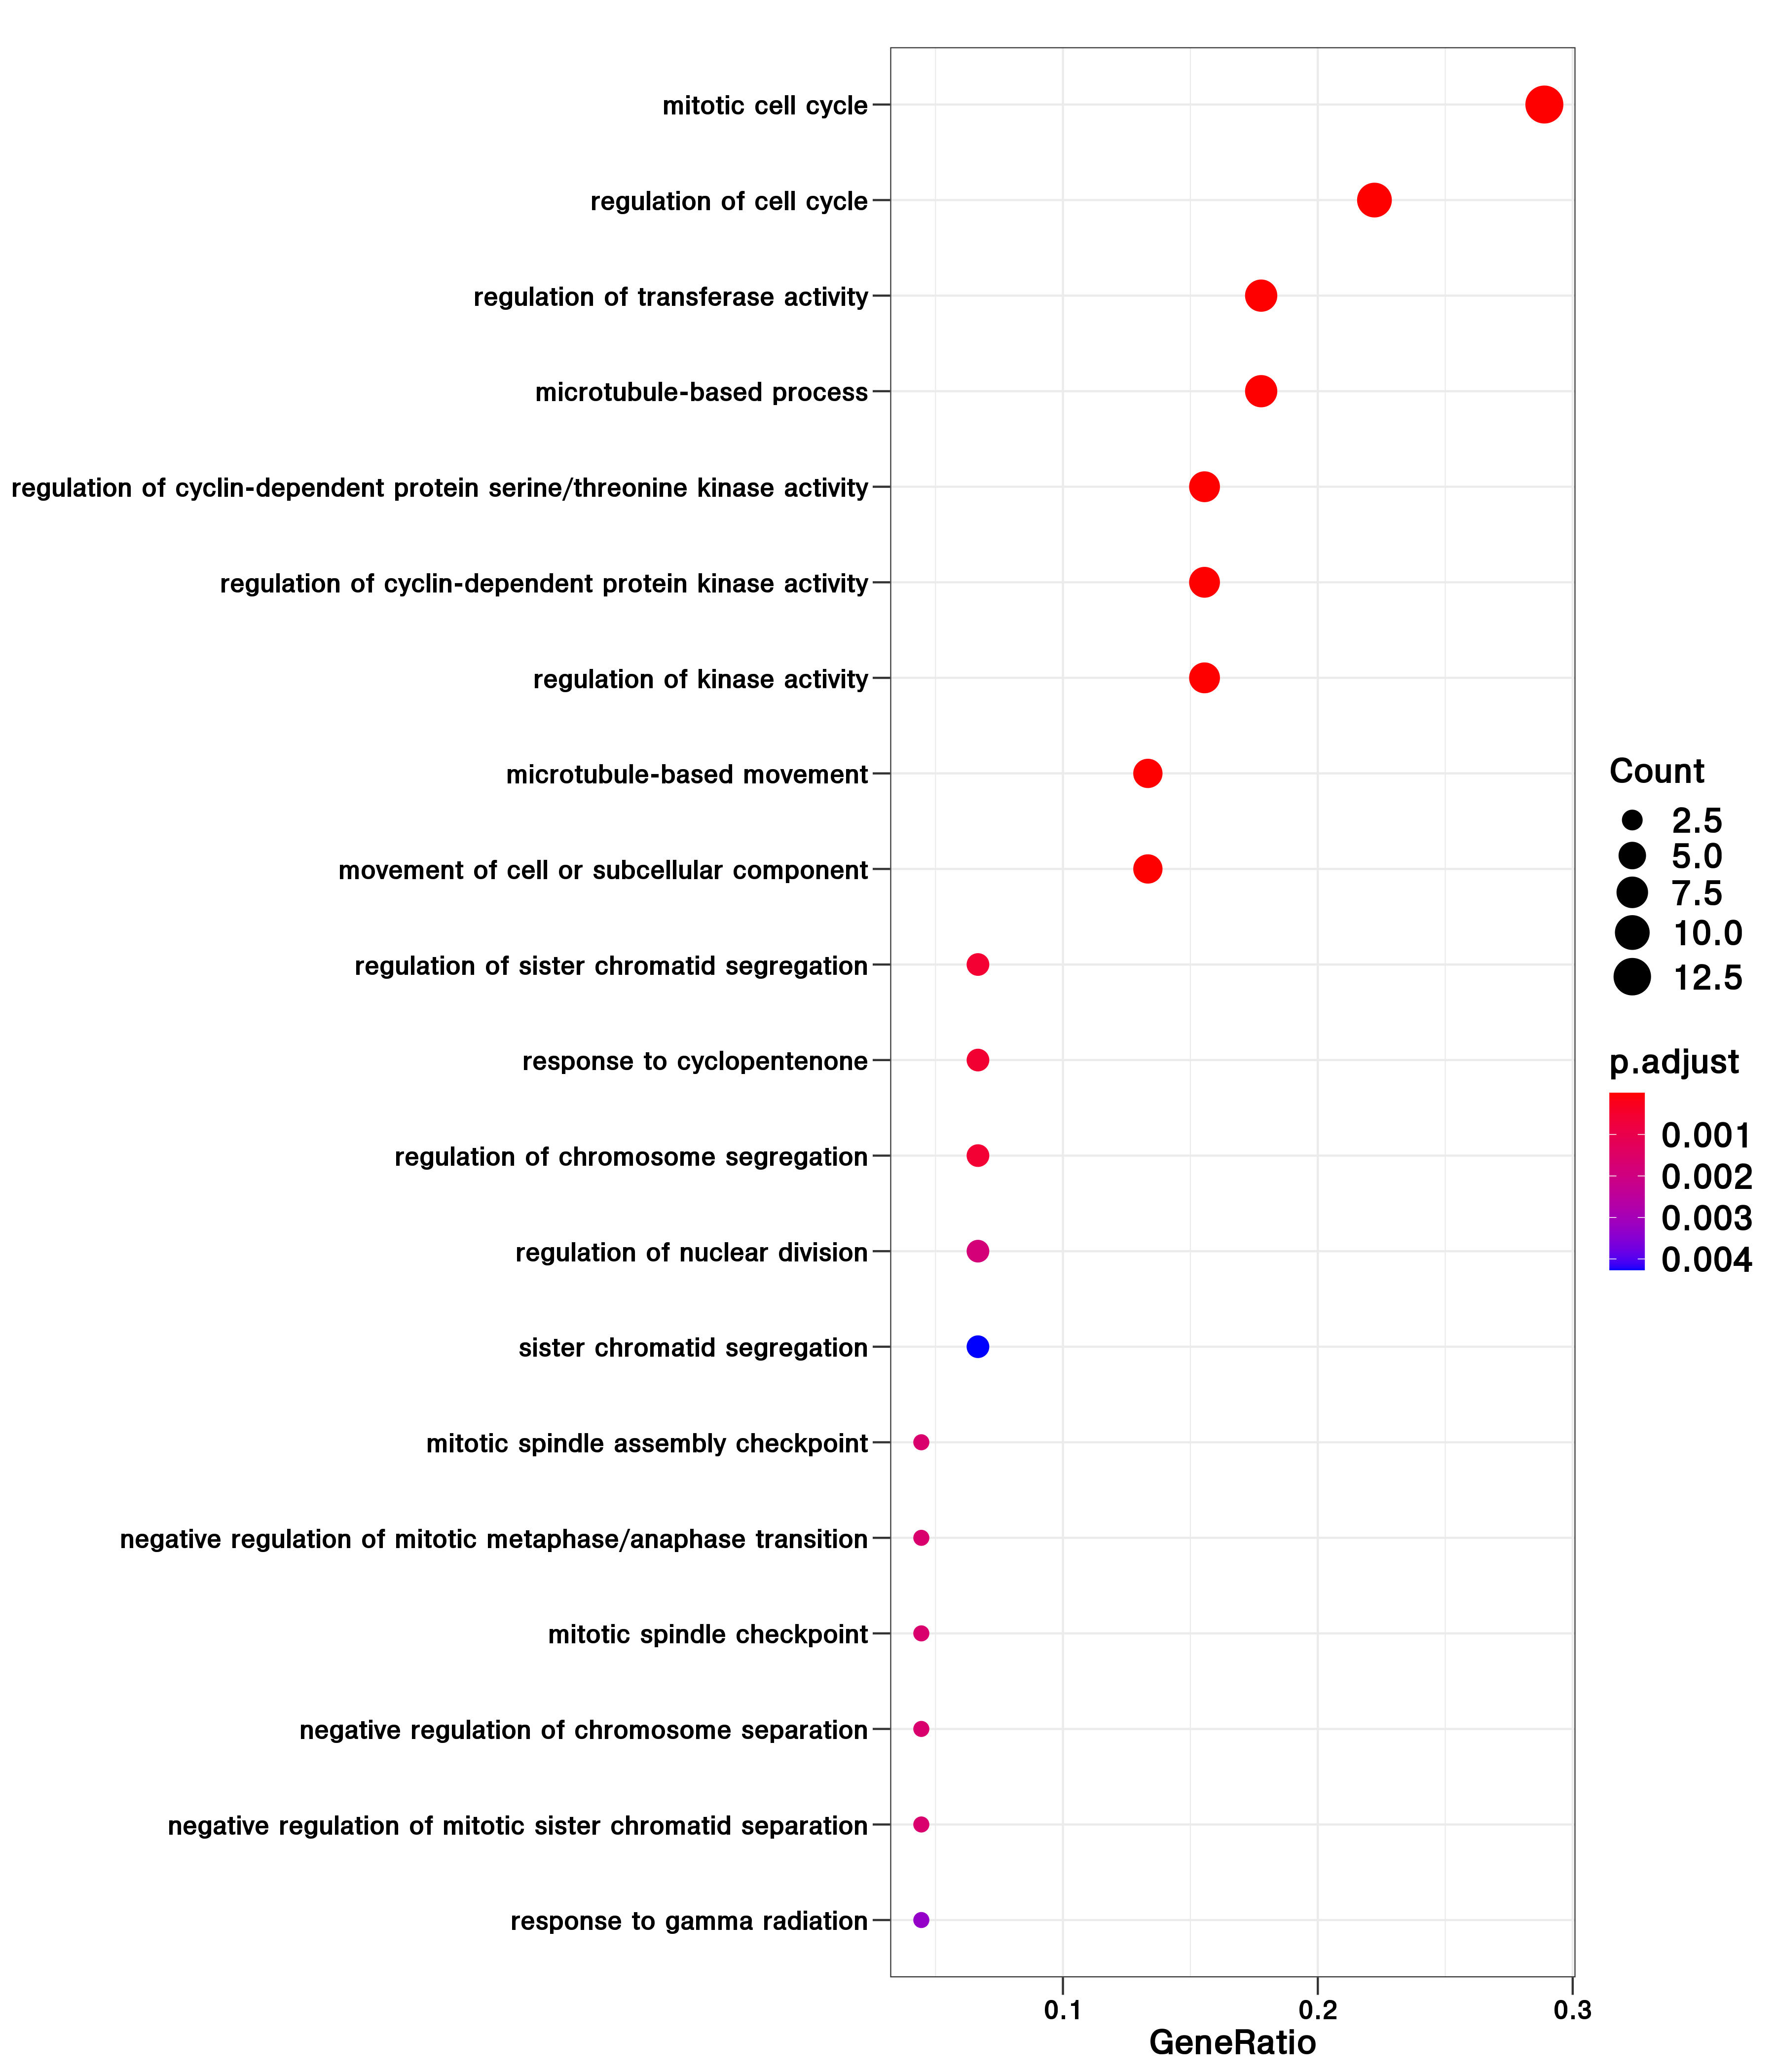 mitotic cell cycle
regulation of cell cycle
regulation of transferase activity
microtubule-based process
regulation of cyclin-dependent protein serine/threonine kinase activity
regulation of cyclin-dependent protein kinase activity
regulation of kinase activity
microtubule-based movement
movement of cell or subcellular component
regulation of sister chromatid segregation
response to cyclopentenone
regulation of chromosome segregation
regulation of nuclear division
sister chromatid segregation
mitotic spindle assembly checkpoint
negative regulation of mitotic metaphase/anaphase transition
mitotic spindle checkpoint
negative regulation of chromosome separation
negative regulation of mitotic sister chromatid separation
response to gamma radiation
0.1 0.2 0.3
GeneRatio
Count
2.5
5.0
7.5
10.0
12.5
p.adjust
0.001
0.002
0.003
0.004